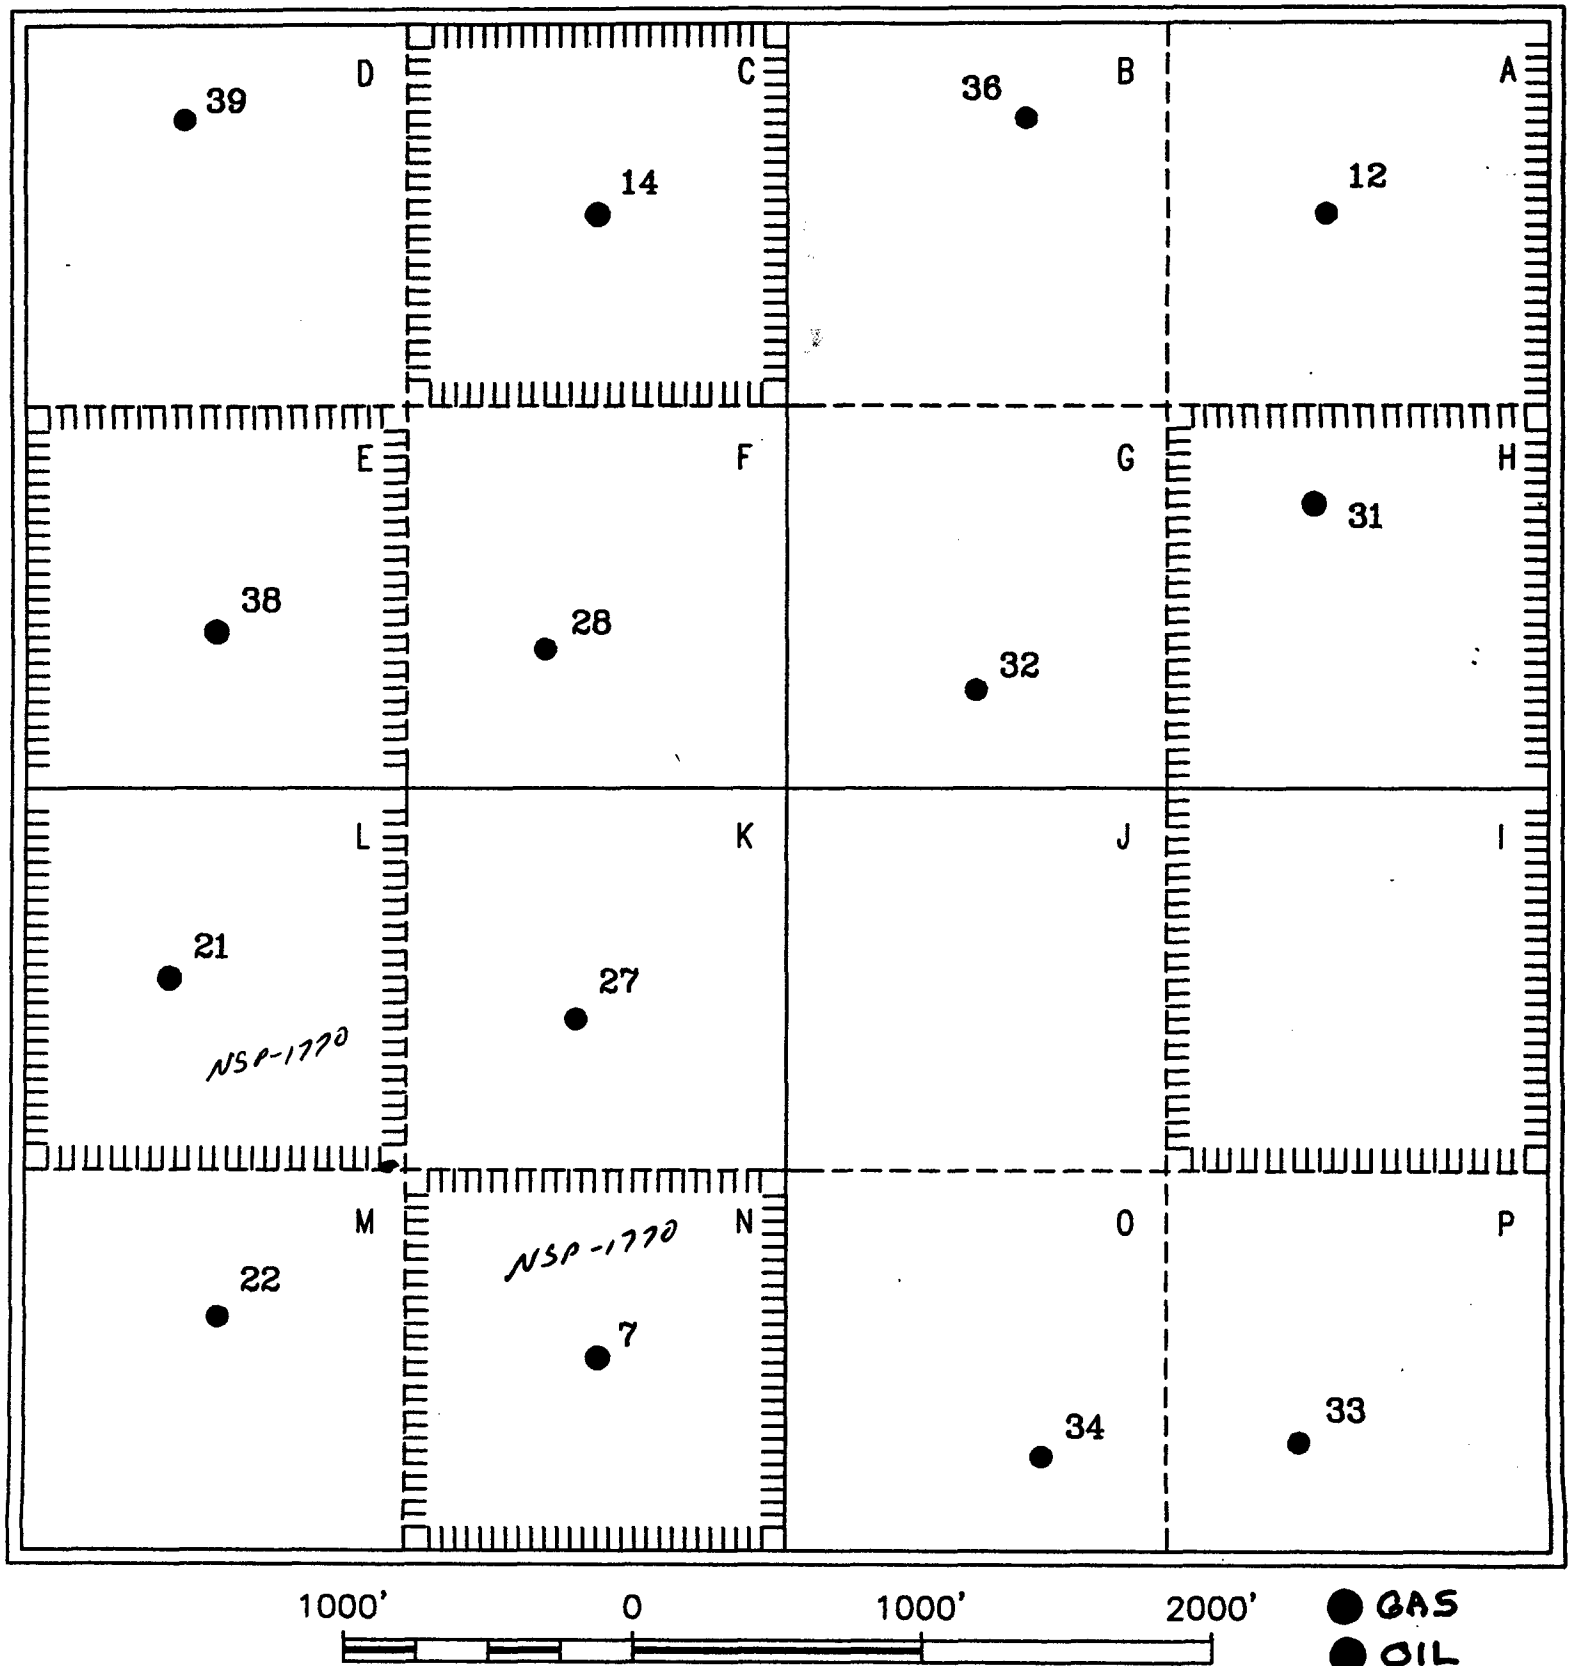 D C B A
39 36
14 12
E F G H
31
38 28 32
L K J I
21 27
NSP-1770
M N O P
NSP-1770
22 7
34 33
1000' 0 1000' 2000' GAS
OIL